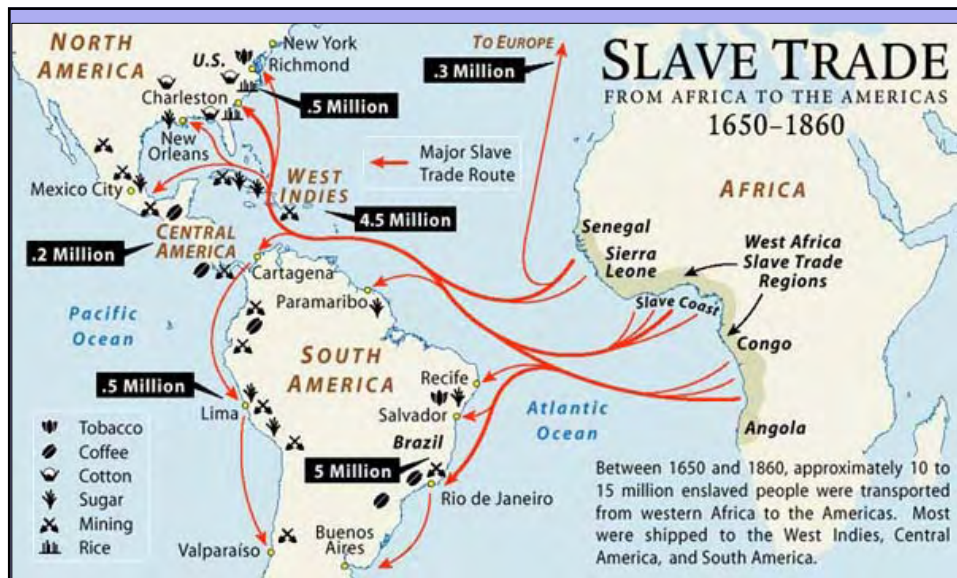 SLAVE TRADE
FROM AFRICA TO THE AMERICAS
1650–1860
NORTH
AMERICA
U.S.
New York
Richmond
.5 Million
Charleston
New
Orleans
Mexico City
TO EUROPE
.3 Million
Major Slave
Trade Route
WEST
INDIES
4.5 Million
CENTRAL
AMERICA
.2 Million
Cartagena
Paramaribo
Pacific
Ocean
SOUTH
AMERICA
.5 Million
Lima
Recife
Salvador
Brazil
5 Million
Rio de Janeiro
Buenos
Aires
Valparaíso
Atlantic
Ocean
AFRICA
Senegal
Sierra
Leone
West Africa
Slave Trade
Regions
Slave Coast
Congo
Angola
Tobacco
Coffee
Cotton
Sugar
Mining
Rice
Between 1650 and 1860, approximately 10 to
15 million enslaved people were transported
from western Africa to the Americas. Most
were shipped to the West Indies, Central
America, and South America.